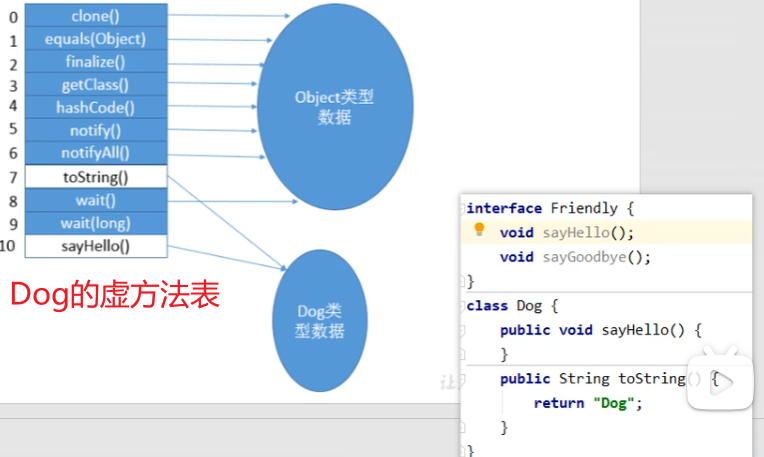 0 clone()
1 equals(Object)
2 finalize()
3 getClass()
4 hashCode()
5 notify()
6 notifyAll()
7 toString()
8 wait()
9 wait(long)
10 sayHello()
Dog的虚方法表
Object类型
数据
Dog类
型数据
interface Friendly {
void sayHello();
void sayGoodbye();
}
class Dog {
public void sayHello() {
}
public String toString() {
return "Dog";
}
}